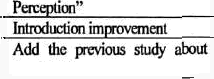 Perception”
Introduction improvement
Add the previous study about